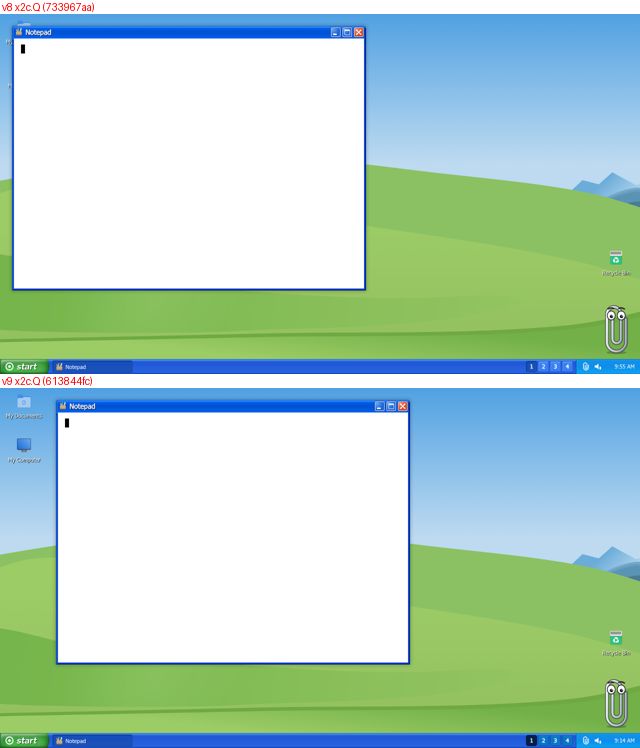 v8 x2c.Q (733967aa)
Notepad
Recycle Bin
start
Notepad
1 2 3 4
9:55 AM
v9 x2c.Q (613844fc)
My Documents
Notepad
My Computer
Recycle Bin
start
Notepad
1 2 3 4
9:14 AM